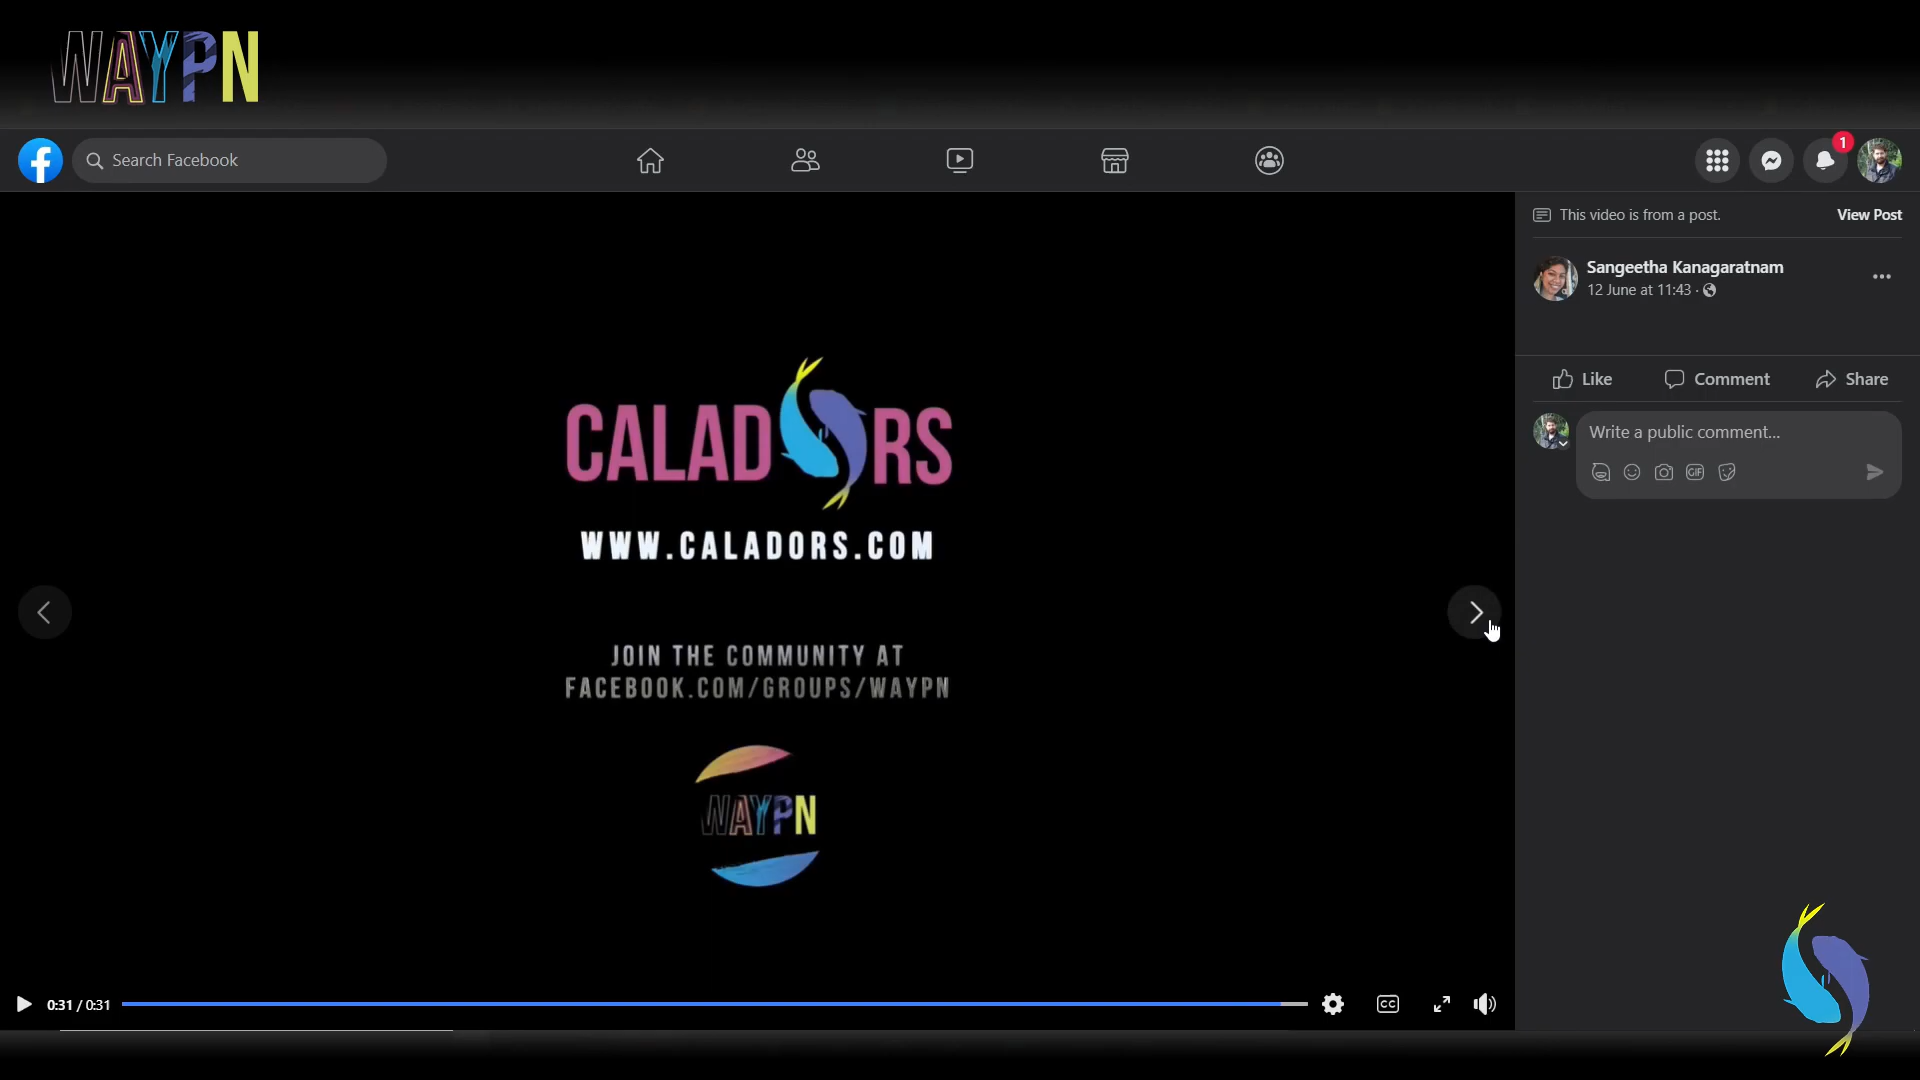 WAYPN
Search Facebook
1
This video is from a post.
View Post
Sangeetha Kanagaratnam
12 June at 11:43 ·
Like
Comment
Share
Write a public comment...
GIF
CALADORS
WWW.CALADORS.COM
JOIN THE COMMUNITY AT
FACEBOOK.COM/GROUPS/WAYPN
WAYPN
0:31 / 0:31
CC